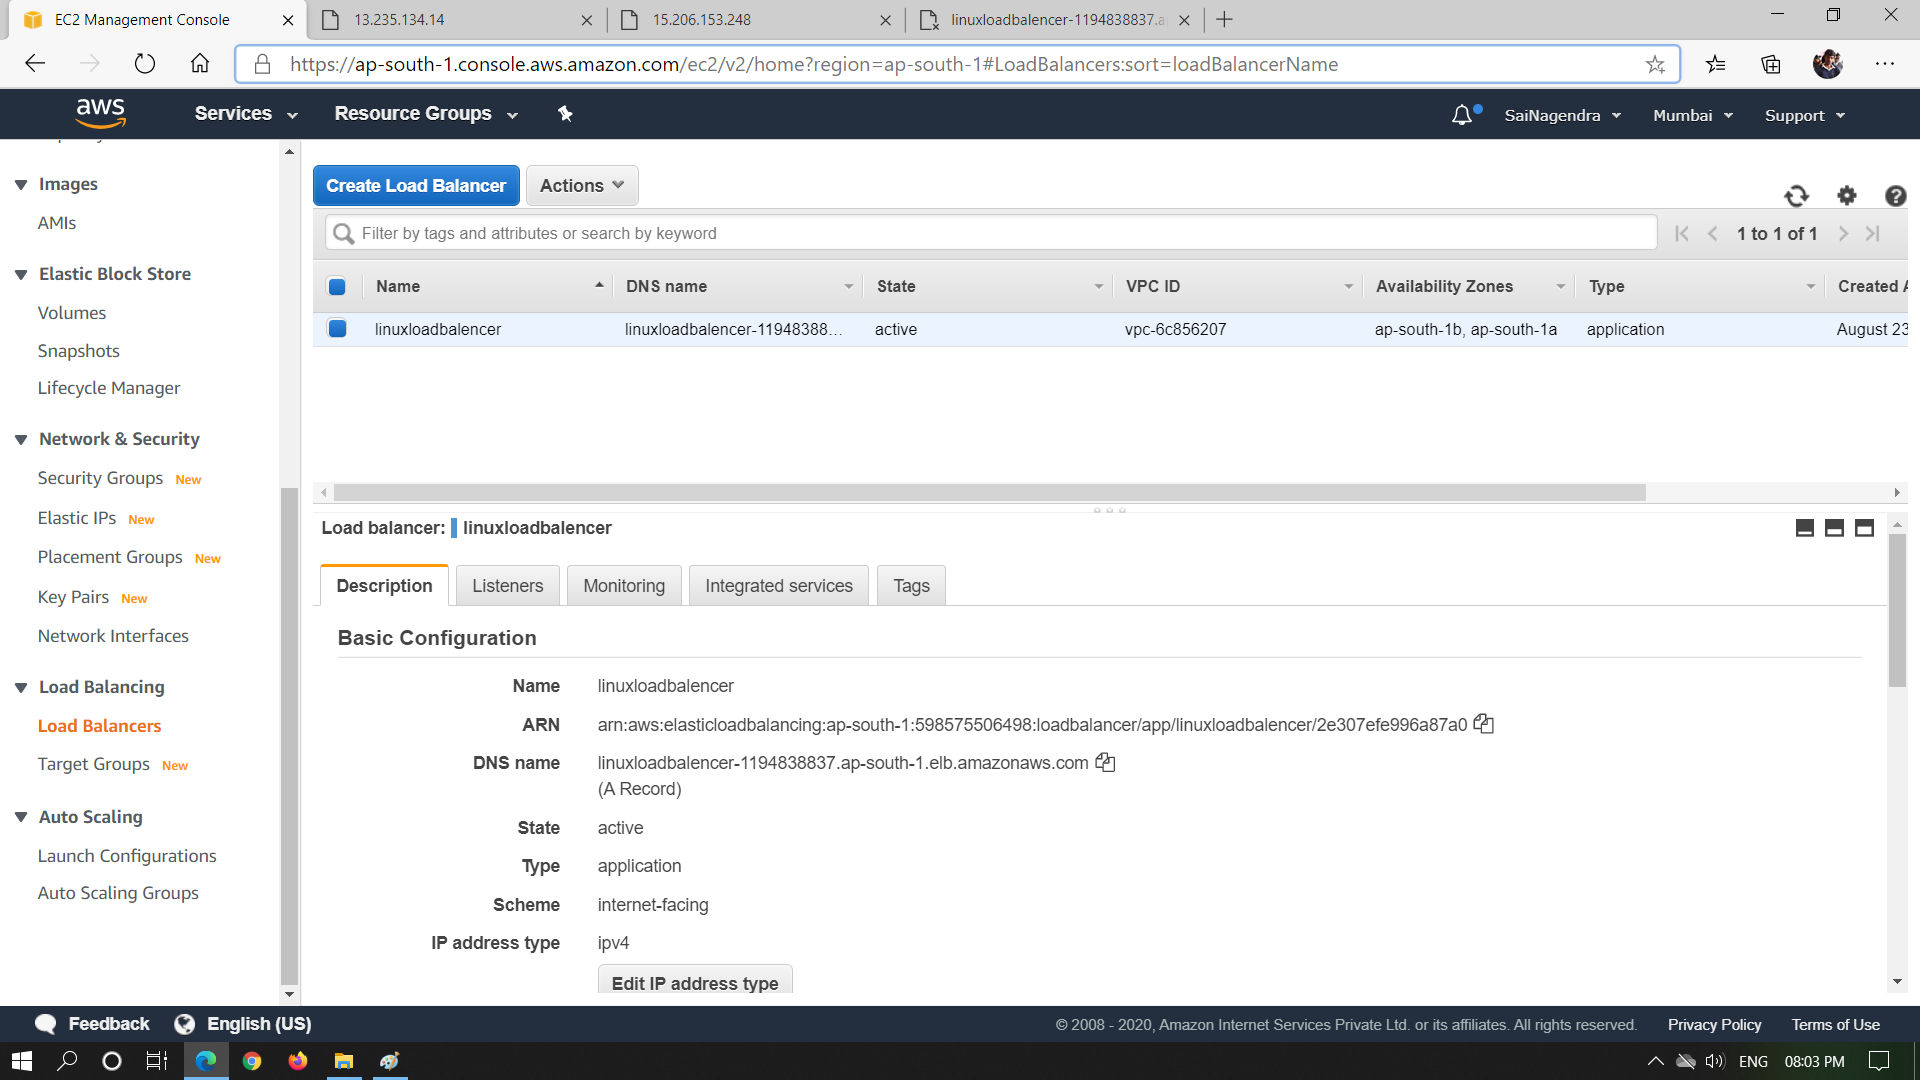 EC2 Management Console
13.235.134.14
15.206.153.248
linuxloadbalencer-1194838837.a
https://ap-south-1.console.aws.amazon.com/ec2/v2/home?region=ap-south-1#LoadBalancers:sort=loadBalancerName
aws
Services
Resource Groups
SaiNagendra
Mumbai
Support
Images
AMIs
Elastic Block Store
Volumes
Snapshots
Lifecycle Manager
Network & Security
Security Groups New
Elastic IPs New
Placement Groups New
Key Pairs New
Network Interfaces
Load Balancing
Load Balancers
Target Groups New
Auto Scaling
Launch Configurations
Auto Scaling Groups
Create Load Balancer
Actions
Filter by tags and attributes or search by keyword
1 to 1 of 1
Name DNS name State VPC ID Availability Zones Type Created A
linuxloadbalencer linuxloadbalencer-11948388... active vpc-6c856207 ap-south-1b, ap-south-1a application August 23
Load balancer: linuxloadbalencer
Description Listeners Monitoring Integrated services Tags
Basic Configuration
Name linuxloadbalencer
ARN arn:aws:elasticloadbalancing:ap-south-1:598575506498:loadbalancer/app/linuxloadbalencer/2e307efe996a87a0
DNS name linuxloadbalencer-1194838837.ap-south-1.elb.amazonaws.com
(A Record)
State active
Type application
Scheme internet-facing
IP address type ipv4
Edit IP address type
Feedback
English (US)
© 2008 - 2020, Amazon Internet Services Private Ltd. or its affiliates. All rights reserved.
Privacy Policy
Terms of Use
ENG
08:03 PM